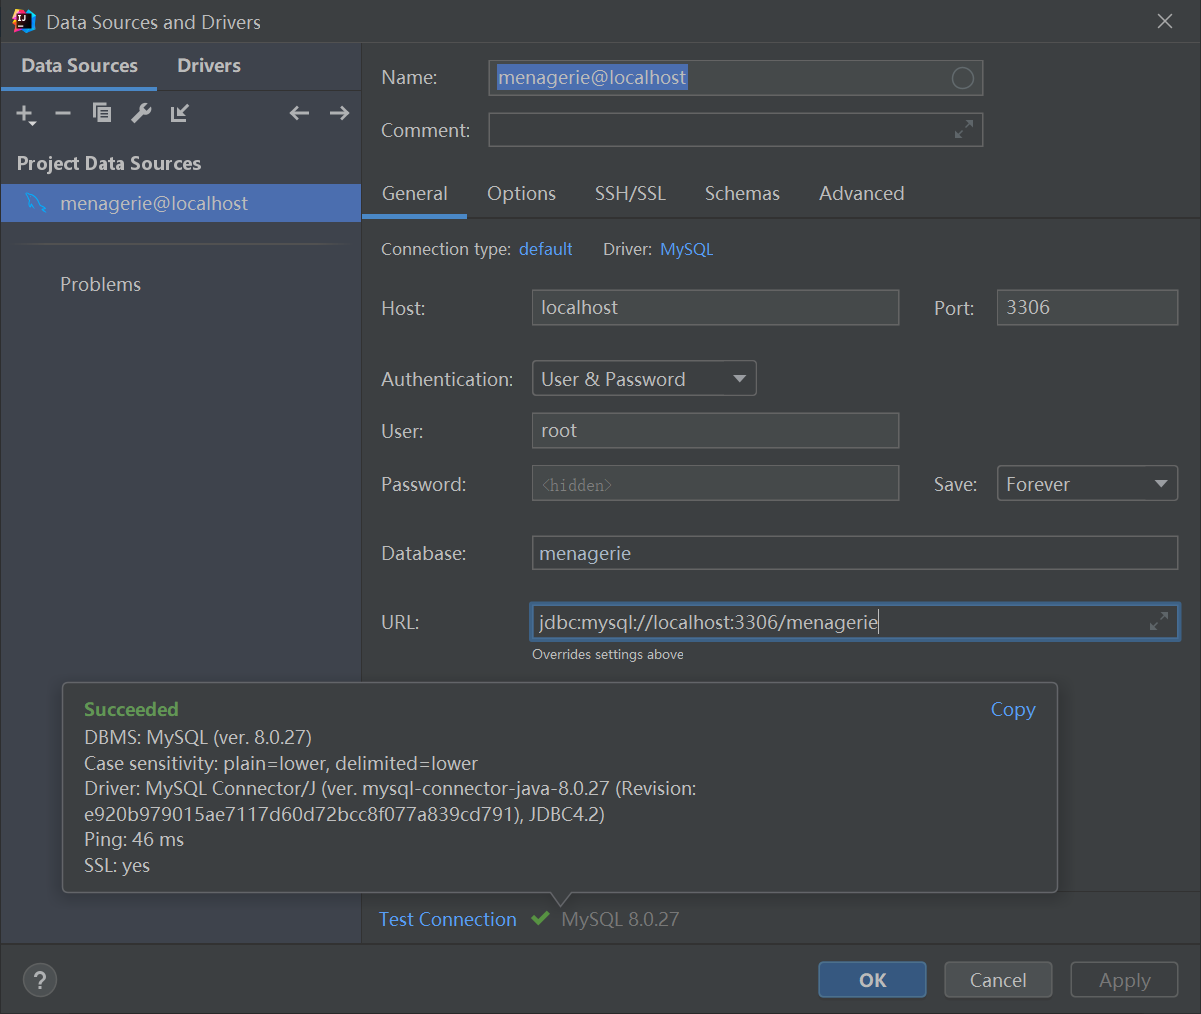 Data Sources and Drivers
Data Sources Drivers
Project Data Sources
menagerie@localhost
Problems
Name: menagerie@localhost
Comment:
General Options SSH/SSL Schemas Advanced
Connection type: default Driver: MySQL
Host: localhost Port: 3306
Authentication: User & Password
User: root
Password: <hidden> Save: Forever
Database: menagerie
URL: jdbc:mysql://localhost:3306/menagerie
Overrides settings above
Succeeded Copy
DBMS: MySQL (ver. 8.0.27)
Case sensitivity: plain=lower, delimited=lower
Driver: MySQL Connector/J (ver. mysql-connector-java-8.0.27 (Revision:
e920b979015ae7117d60d72bcc8f077a839cd791), JDBC4.2)
Ping: 46 ms
SSL: yes
Test Connection MySQL 8.0.27
? OK Cancel Apply